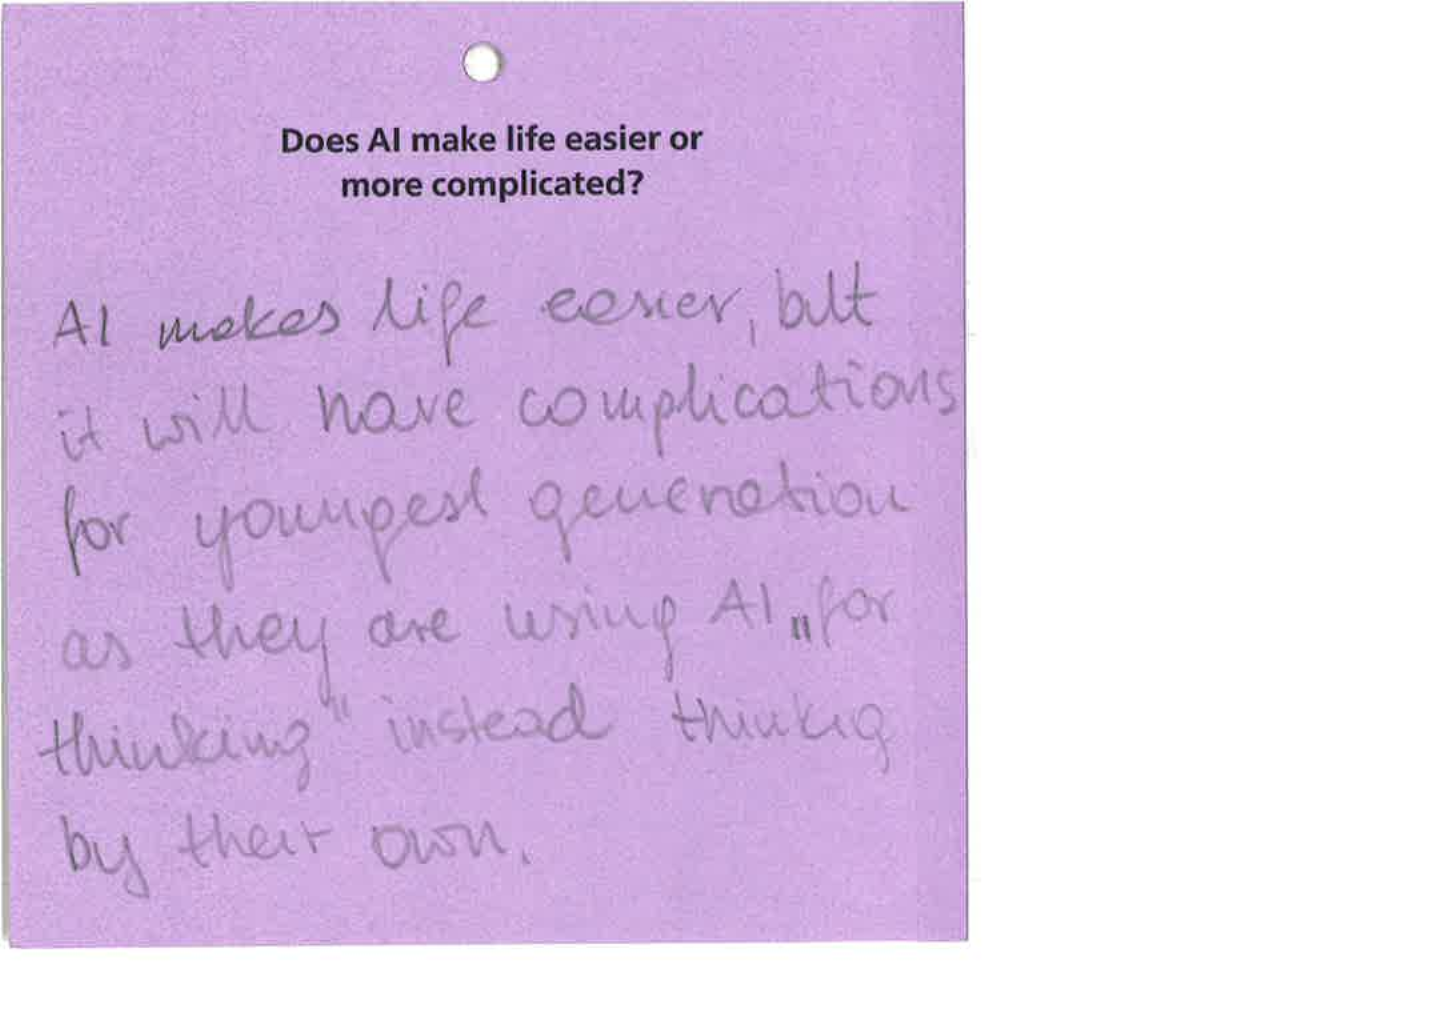 Does AI make life easier or
more complicated?
AI makes life easier, but
it will have complications
for youngest generation
as they are using AI „for
thinking" instead thinkig
by their own.